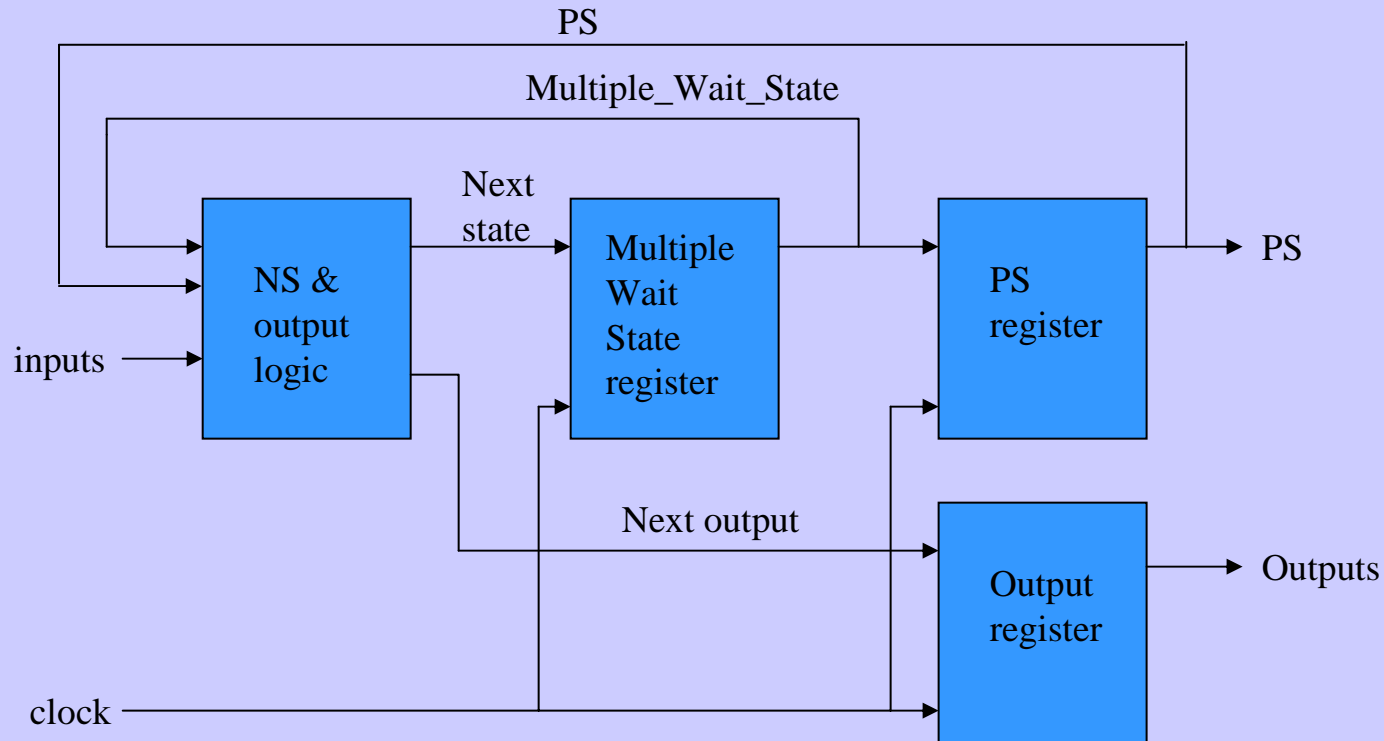 PS
Multiple_Wait_State
Next
state
NS &
output
logic
Multiple
Wait
State
register
PS
register
PS
inputs
Next output
Output
register
Outputs
clock